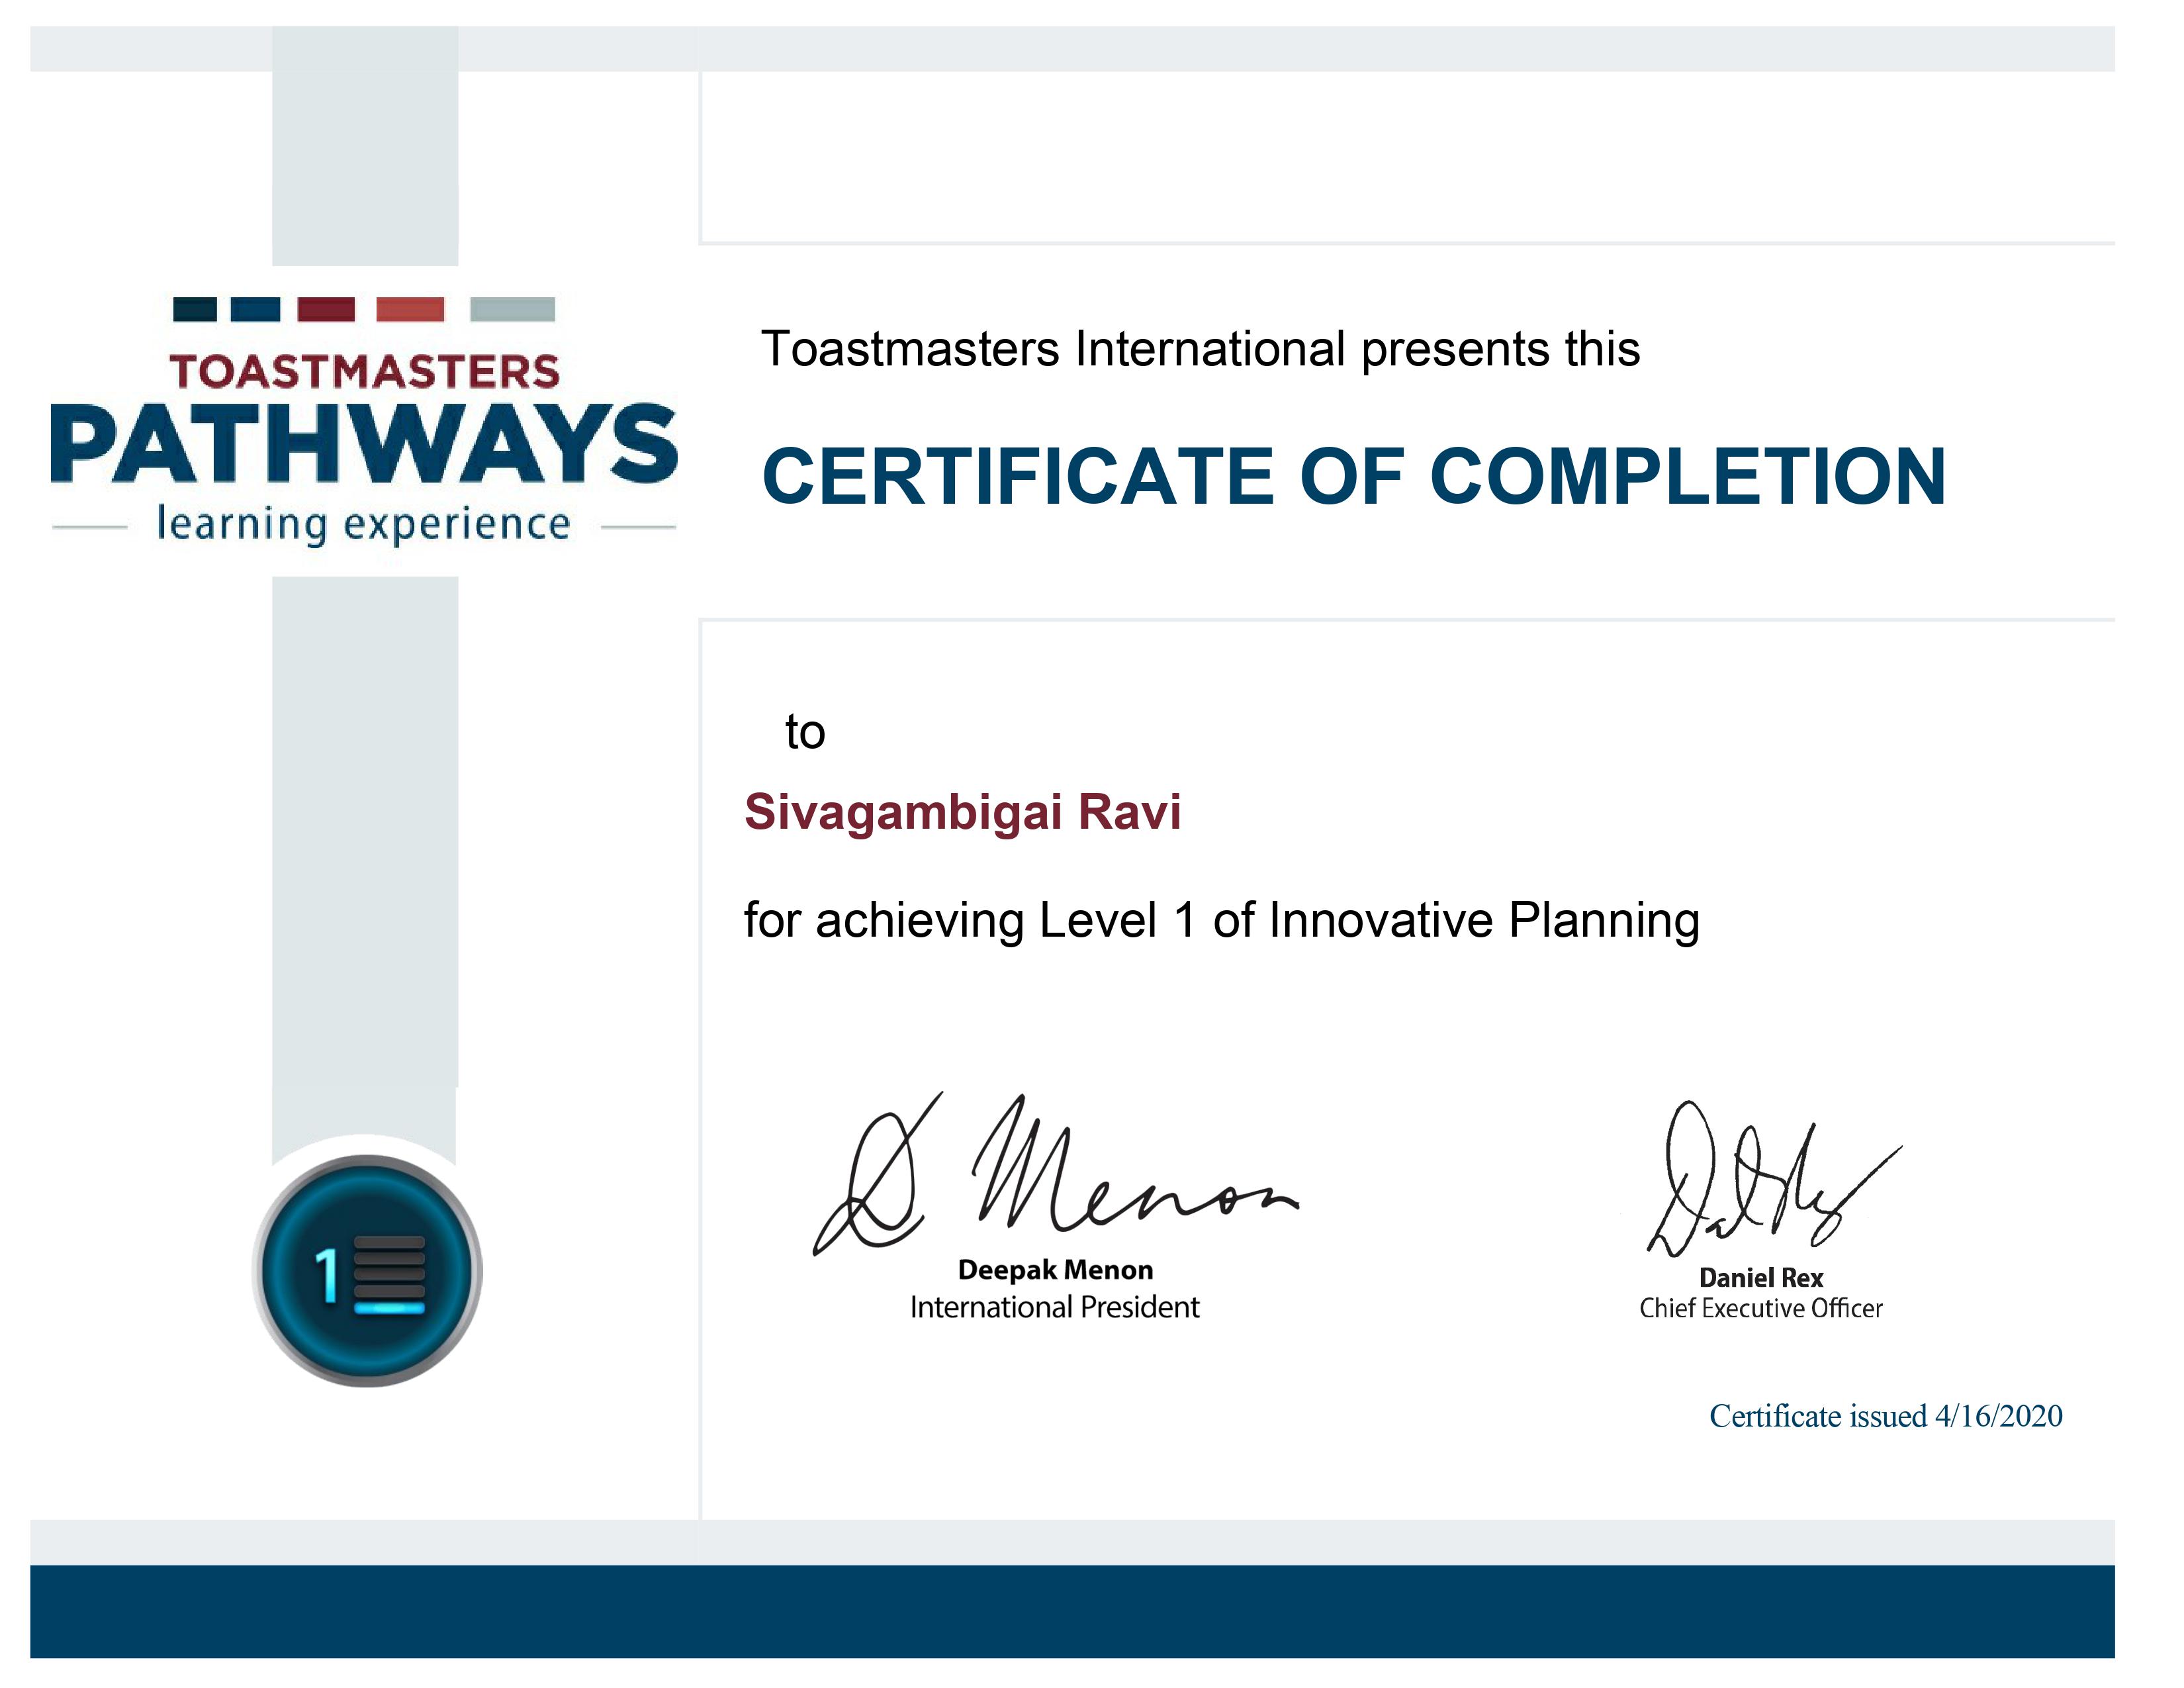 TOASTMASTERS
PATHWAYS
learning experience
Toastmasters International presents this
CERTIFICATE OF COMPLETION
to
Sivagambigai Ravi
for achieving Level 1 of Innovative Planning
1
D Menon
Deepak Menon
International President
Daniel Rex
Chief Executive Officer
Certificate issued 4/16/2020